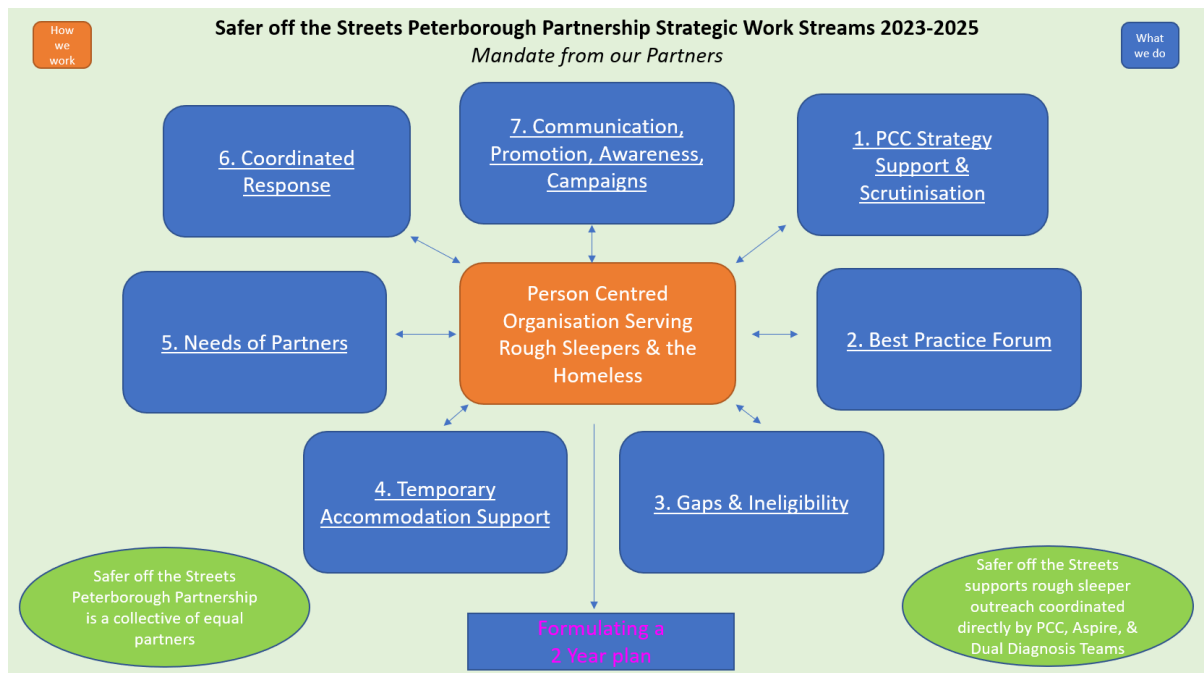 Safer off the Streets Peterborough Partnership Strategic Work Streams 2023-2025
Mandate from our Partners
How
we
work
What
we do
7. Communication,
Promotion, Awareness,
Campaigns
1. PCC Strategy
Support &
Scrutinisation
6. Coordinated
Response
Person Centred
Organisation Serving
Rough Sleepers & the
Homeless
5. Needs of Partners
2. Best Practice Forum
4. Temporary
Accommodation Support
3. Gaps & Ineligibility
Safer off the Streets
Peterborough Partnership
is a collective of equal
partners
Safer off the Streets
supports rough sleeper
outreach coordinated
directly by PCC, Aspire, &
Dual Diagnosis Teams
Formulating a
2 Year plan